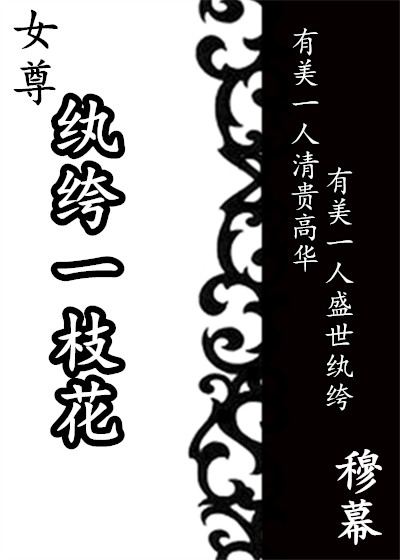 女尊
纨绔一枝花
有美一人清贵高华
有美一人盛世纨绔
穆幕